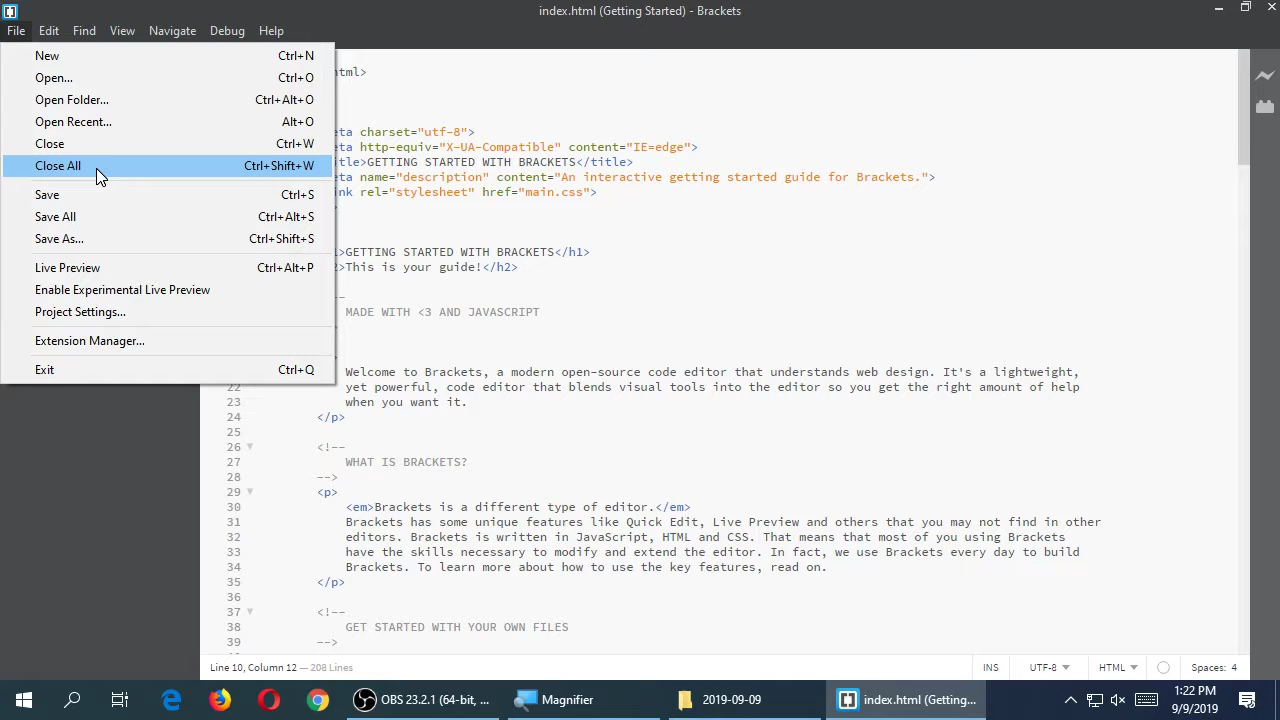 index.html (Getting Started) - Brackets
File Edit Find View Navigate Debug Help
New Ctrl+N
Open... Ctrl+O
Open Folder... Ctrl+Alt+O
Open Recent... Alt+O
Close Ctrl+W
Close All Ctrl+Shift+W
Save Ctrl+S
Save All Ctrl+Alt+S
Save As... Ctrl+Shift+S
Live Preview Ctrl+Alt+P
Enable Experimental Live Preview
Project Settings...
Extension Manager...
Exit Ctrl+Q
html>
eta charset="utf-8">
eta http-equiv="X-UA-Compatible" content="IE=edge">
itle>GETTING STARTED WITH BRACKETS</title>
eta name="description" content="An interactive getting started guide for Brackets.">
nk rel="stylesheet" href="main.css">
>
1>GETTING STARTED WITH BRACKETS</h1>
2>This is your guide!</h2>
--
MADE WITH <3 AND JAVASCRIPT
Welcome to Brackets, a modern open-source code editor that understands web design. It's a lightweight,
22 yet powerful, code editor that blends visual tools into the editor so you get the right amount of help
23 when you want it.
24 </p>
25
26 <!--
27 WHAT IS BRACKETS?
28 -->
29 <p>
30 <em>Brackets is a different type of editor.</em>
31 Brackets has some unique features like Quick Edit, Live Preview and others that you may not find in other
32 editors. Brackets is written in JavaScript, HTML and CSS. That means that most of you using Brackets
33 have the skills necessary to modify and extend the editor. In fact, we use Brackets every day to build
34 Brackets. To learn more about how to use the key features, read on.
35 </p>
36
37 <!--
38 GET STARTED WITH YOUR OWN FILES
39 -->
Line 10, Column 12 — 208 Lines INS UTF-8 HTML Spaces: 4
OBS 23.2.1 (64-bit, ... Magnifier 2019-09-09 index.html (Getting... 1:22 PM
9/9/2019